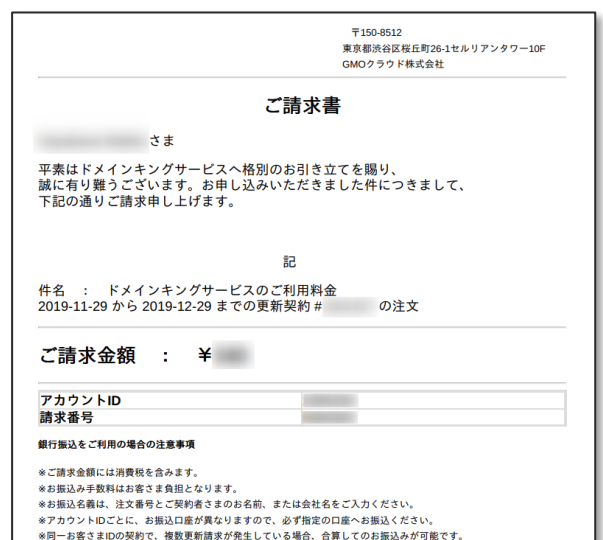 〒150-8512
東京都渋谷区桜丘町26-1セルリアンタワー10F
GMOクラウド株式会社
ご請求書
さま
平素はドメインキングサービスへ格別のお引き立てを賜り、
誠に有り難うございます。お申し込みいただきました件につきまして、
下記の通りご請求申し上げます。
記
件名 ： ドメインキングサービスのご利用料金
2019-11-29 から 2019-12-29 までの更新契約 # の注文
ご請求金額 ： ¥
アカウントID
請求番号
銀行振込をご利用の場合の注意事項
※ご請求金額には消費税を含みます。
※お振込み手数料はお客さま負担となります。
※お振込名義は、注文番号とご契約者さまのお名前、または会社名をご入力ください。
※アカウントIDごとに、お振込口座が異なりますので、必ず指定の口座へお振込ください。
※同一お客さまIDの契約で、複数更新請求が発生している場合、合算してのお振込みが可能です。